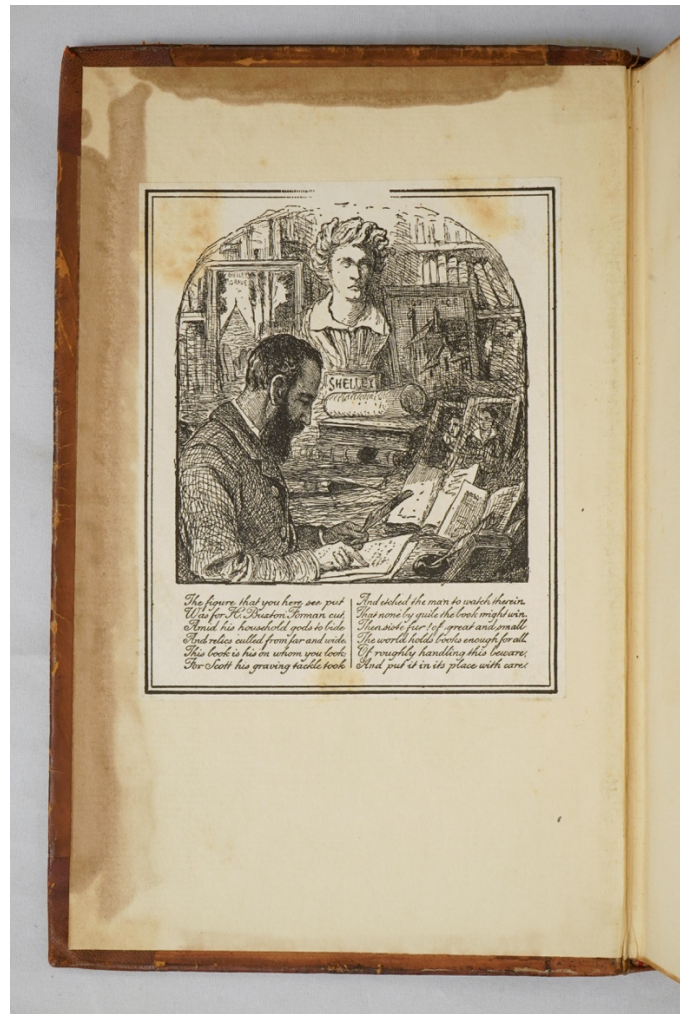 SHELLEY'S
GRAVE
SHELLEY
The figure that you here see put
Was for H. Buxton Forman cut,
Amid his household gods to bide
And relics culled from far and wide.
This book is his on whom you look
For Scott his graving tackle took
And etched the man to watch therein
That none by guile the book might win.
Then siste fur! of great and small
The world holds books enough for all.
Of roughly handling this beware,
And put it in its place with care.